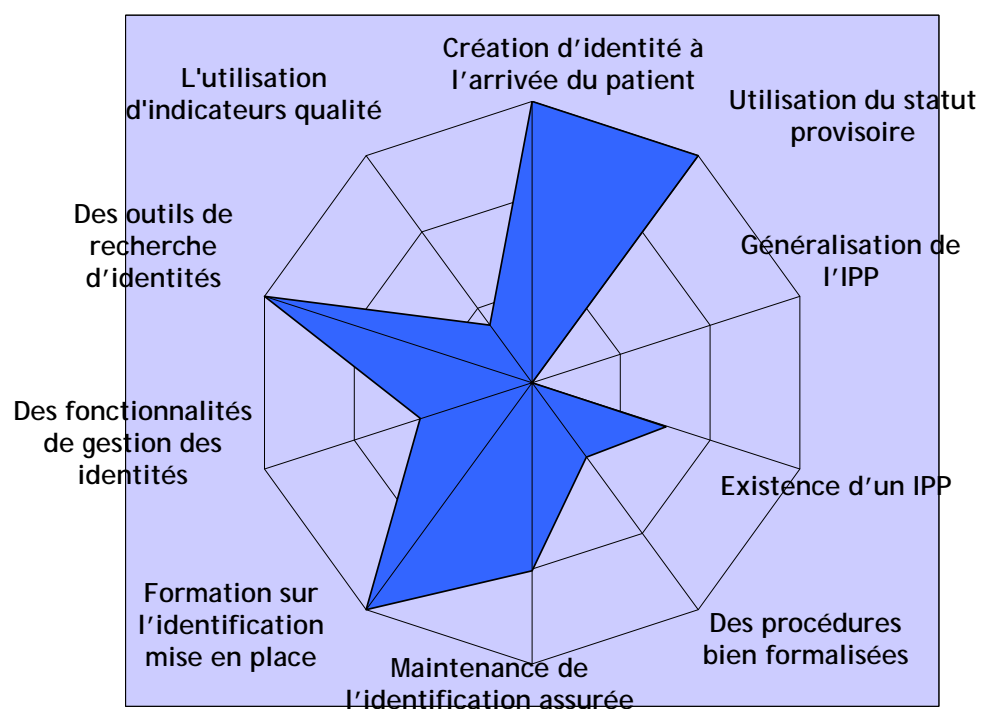 Création d’identité à
l’arrivée du patient
Utilisation du statut
provisoire
Généralisation de
l’IPP
Existence d’un IPP
Des procédures
bien formalisées
Maintenance de
l’identification assurée
Formation sur
l’identification
mise en place
Des fonctionnalités
de gestion des
identités
Des outils de
recherche
d’identités
L'utilisation
d'indicateurs qualité